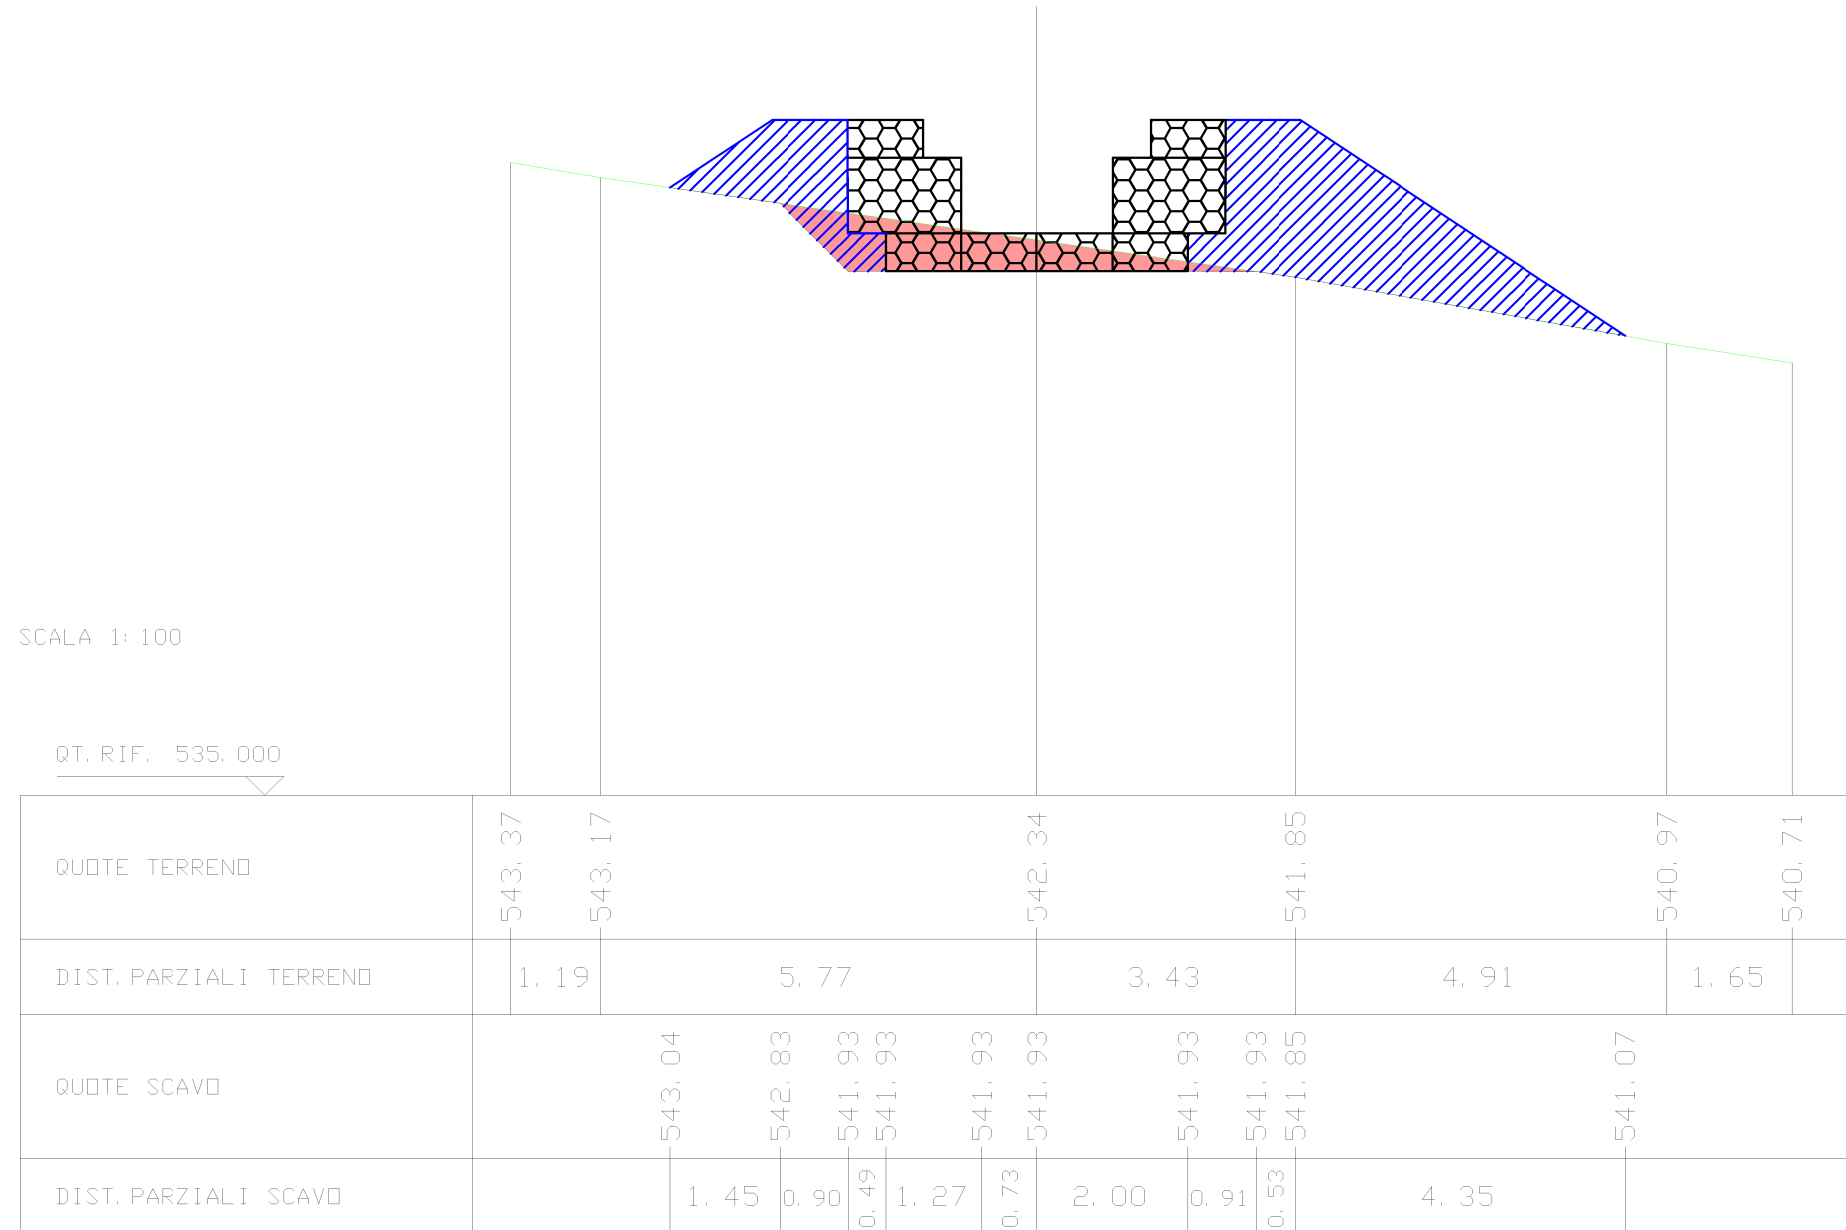 SCALA 1:100
QT.RIF. 535.000
QUOTE TERRENO 543.37 543.17 542.34 541.85 540.97 540.71
DIST.PARZIALI TERRENO 1.19 5.77 3.43 4.91 1.65
QUOTE SCAVO 543.04 542.83 541.93 541.93 541.93 541.93 541.93 541.93 541.85 541.07
DIST.PARZIALI SCAVO 1.45 0.90 0.49 1.27 0.73 2.00 0.91 0.53 4.35